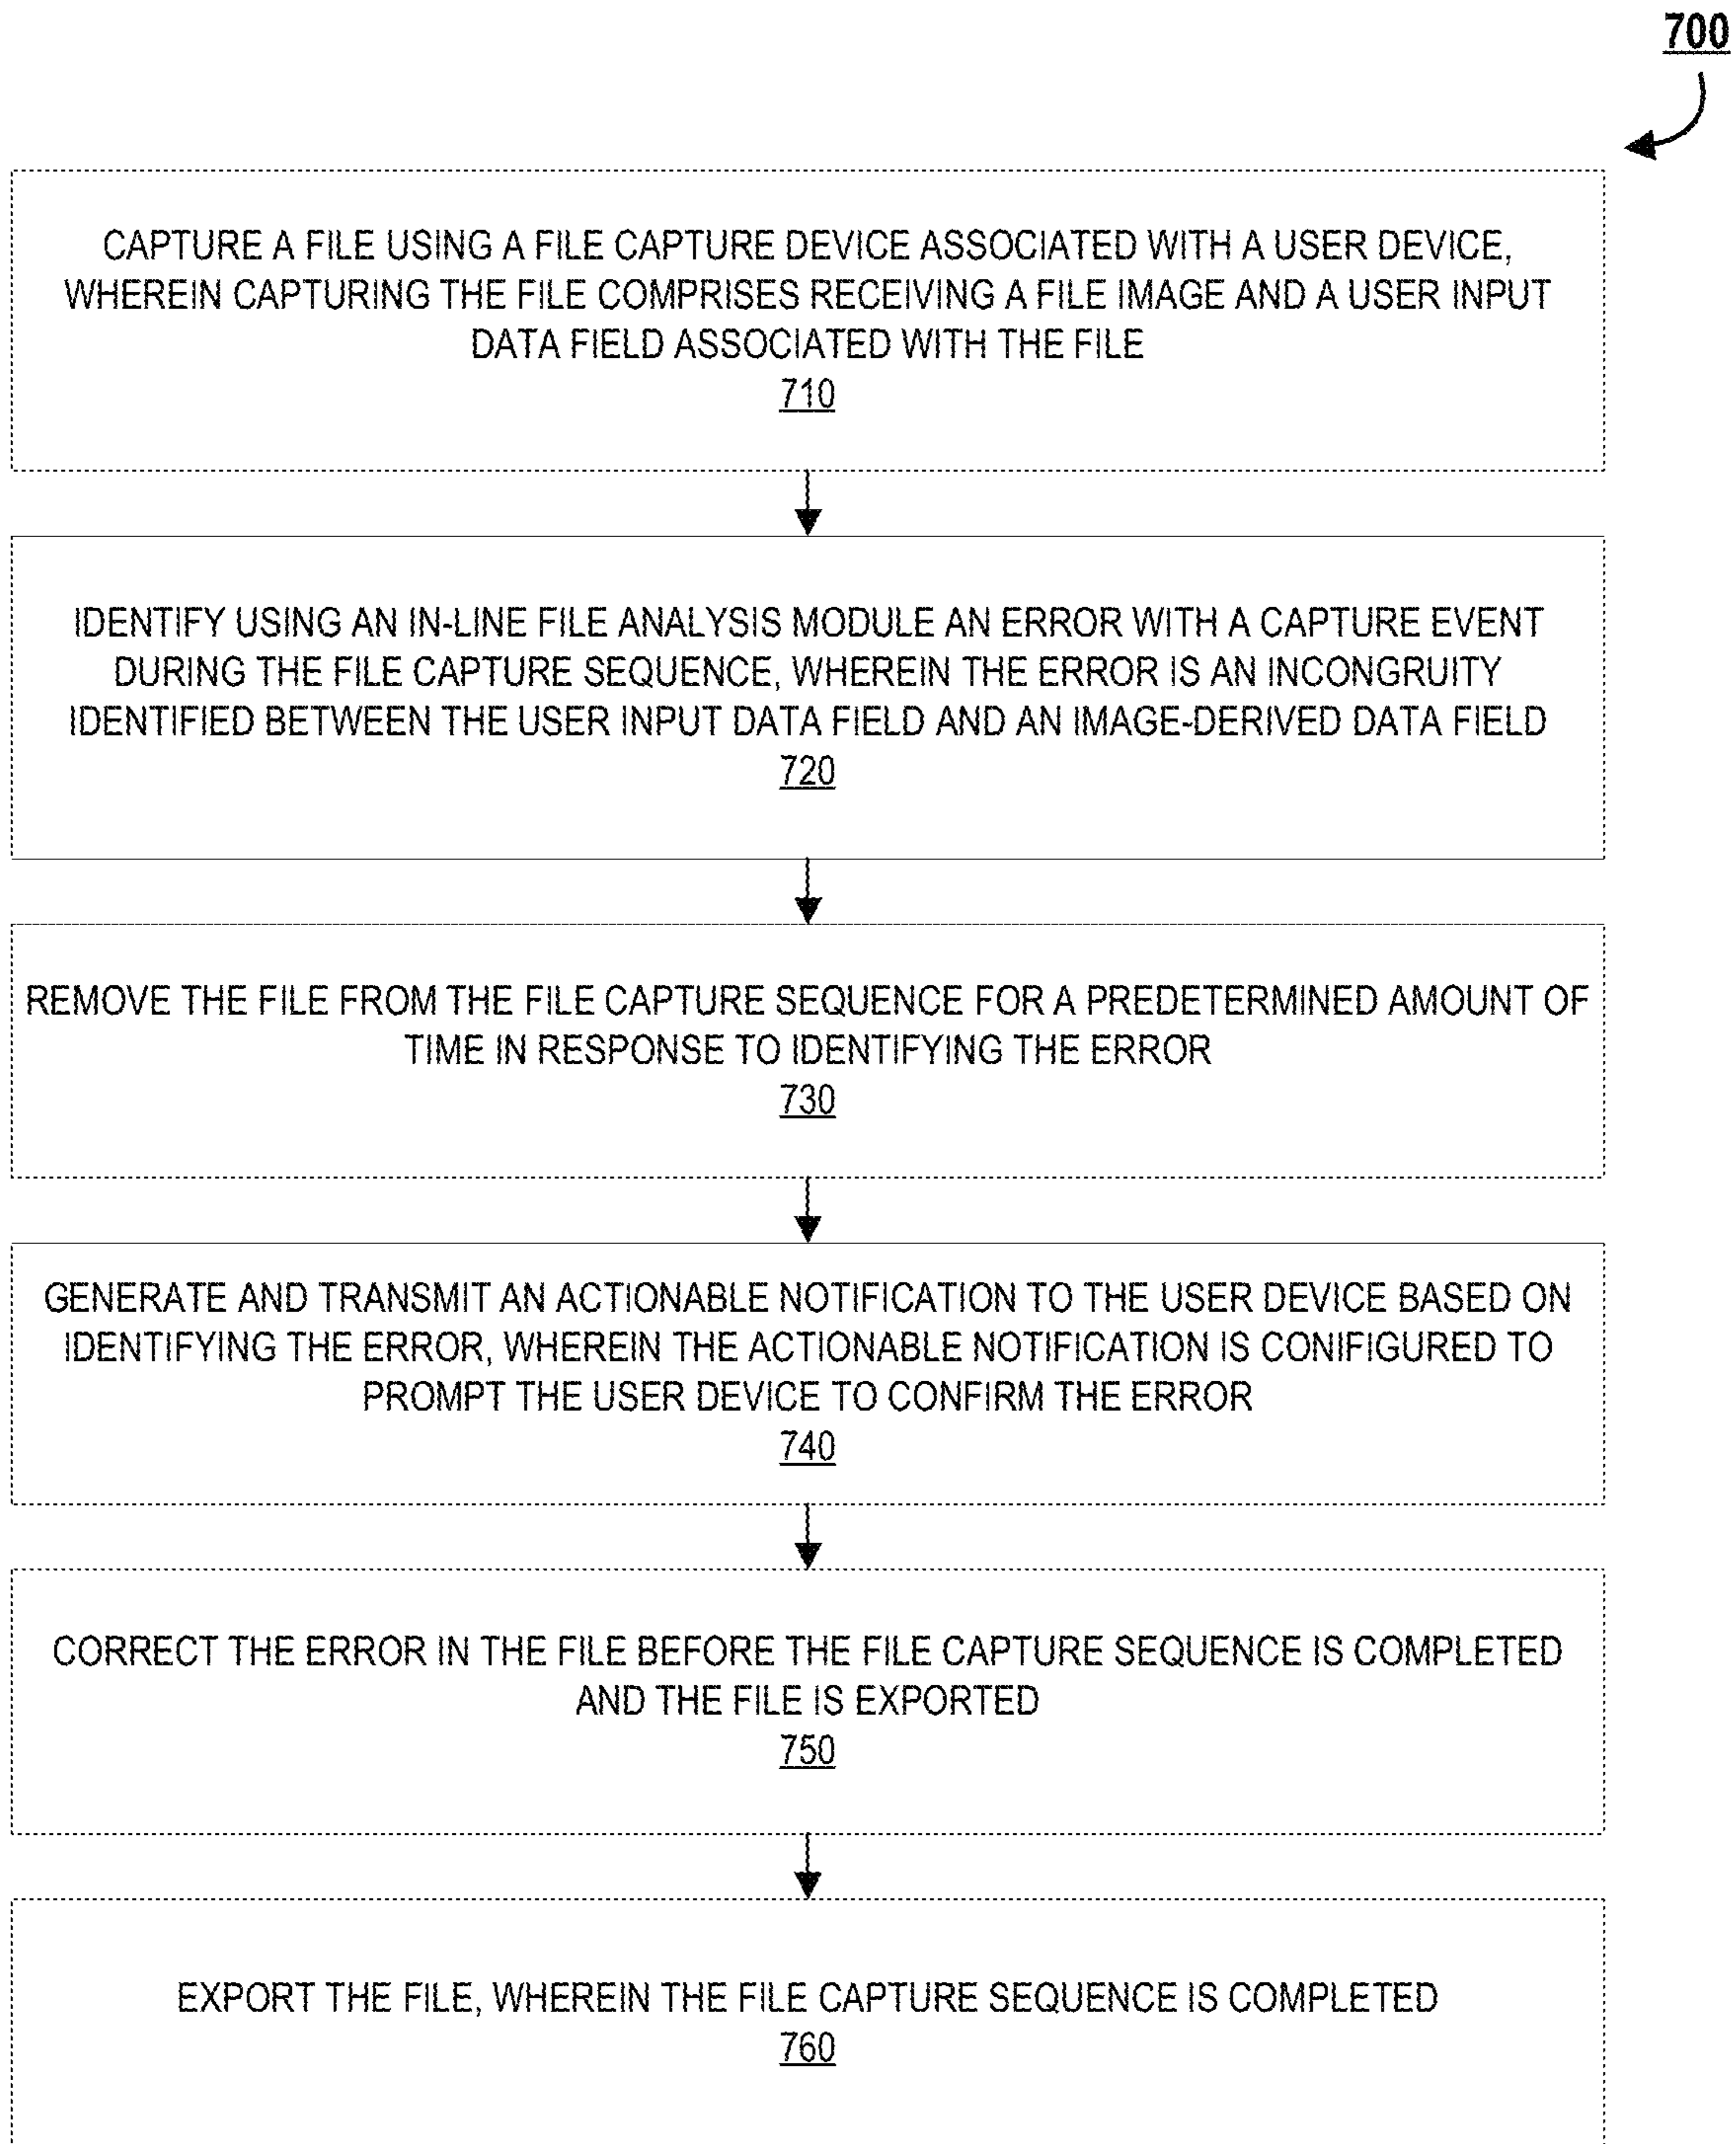 700
CAPTURE A FILE USING A FILE CAPTURE DEVICE ASSOCIATED WITH A USER DEVICE,
WHEREIN CAPTURING THE FILE COMPRISES RECEIVING A FILE IMAGE AND A USER INPUT
DATA FIELD ASSOCIATED WITH THE FILE
710
IDENTIFY USING AN IN-LINE FILE ANALYSIS MODULE AN ERROR WITH A CAPTURE EVENT
DURING THE FILE CAPTURE SEQUENCE, WHEREIN THE ERROR IS AN INCONGRUITY
IDENTIFIED BETWEEN THE USER INPUT DATA FIELD AND AN IMAGE-DERIVED DATA FIELD
720
REMOVE THE FILE FROM THE FILE CAPTURE SEQUENCE FOR A PREDETERMINED AMOUNT OF
TIME IN RESPONSE TO IDENTIFYING THE ERROR
730
GENERATE AND TRANSMIT AN ACTIONABLE NOTIFICATION TO THE USER DEVICE BASED ON
IDENTIFYING THE ERROR, WHEREIN THE ACTIONABLE NOTIFICATION IS CONIFIGURED TO
PROMPT THE USER DEVICE TO CONFIRM THE ERROR
740
CORRECT THE ERROR IN THE FILE BEFORE THE FILE CAPTURE SEQUENCE IS COMPLETED
AND THE FILE IS EXPORTED
750
EXPORT THE FILE, WHEREIN THE FILE CAPTURE SEQUENCE IS COMPLETED
760